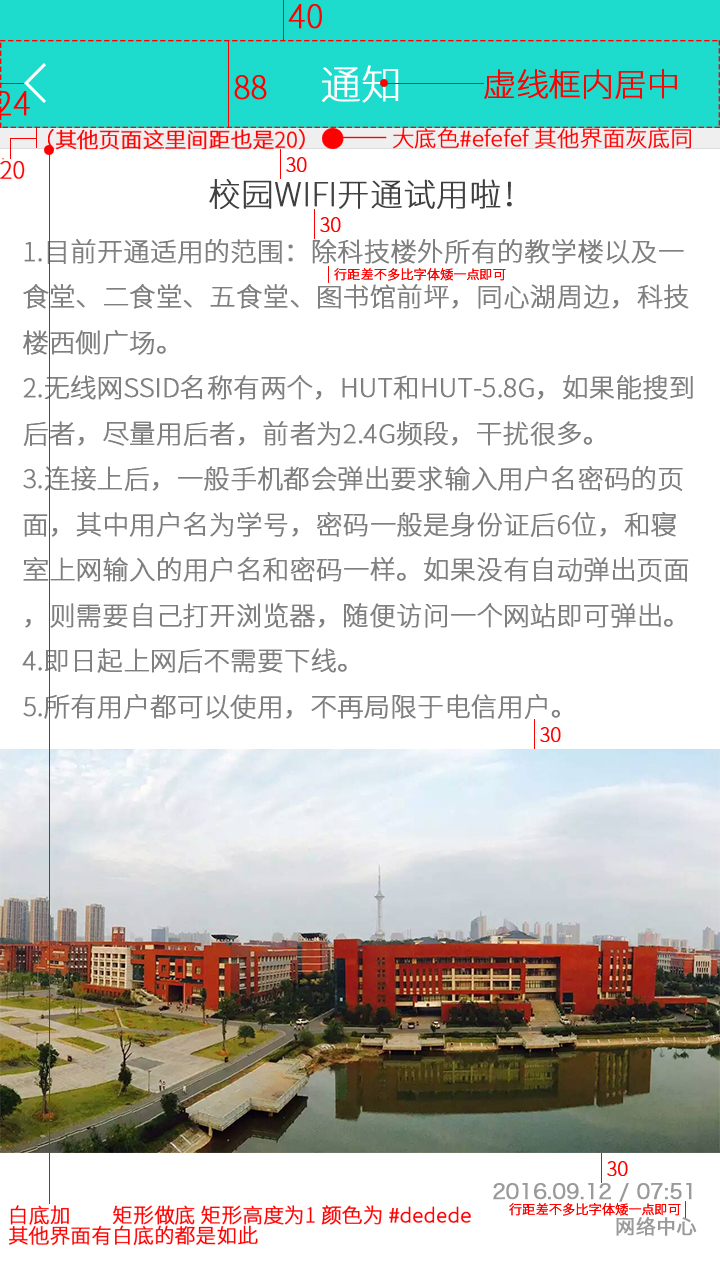 40
88
通知
虚线框内居中
24
（其他页面这里间距也是20）
大底色#efefef 其他界面灰底同
20
30
校园WIFI开通试用啦！
30
1.目前开通适用的范围：除科技楼外所有的教学楼以及一
行距差不多比字体矮一点即可
食堂、二食堂、五食堂、图书馆前坪，同心湖周边，科技
楼西侧广场。
2.无线网SSID名称有两个，HUT和HUT-5.8G，如果能搜到
后者，尽量用后者，前者为2.4G频段，干扰很多。
3.连接上后，一般手机都会弹出要求输入用户名密码的页
面，其中用户名为学号，密码一般是身份证后6位，和寝
室上网输入的用户名和密码一样。如果没有自动弹出页面
，则需要自己打开浏览器，随便访问一个网站即可弹出。
4.即日起上网后不需要下线。
5.所有用户都可以使用，不再局限于电信用户。
30
30
2016.09.12 / 07:51
行距差不多比字体矮一点即可
网络中心
白底加 矩形做底 矩形高度为1 颜色为 #dedede
其他界面有白底的都是如此